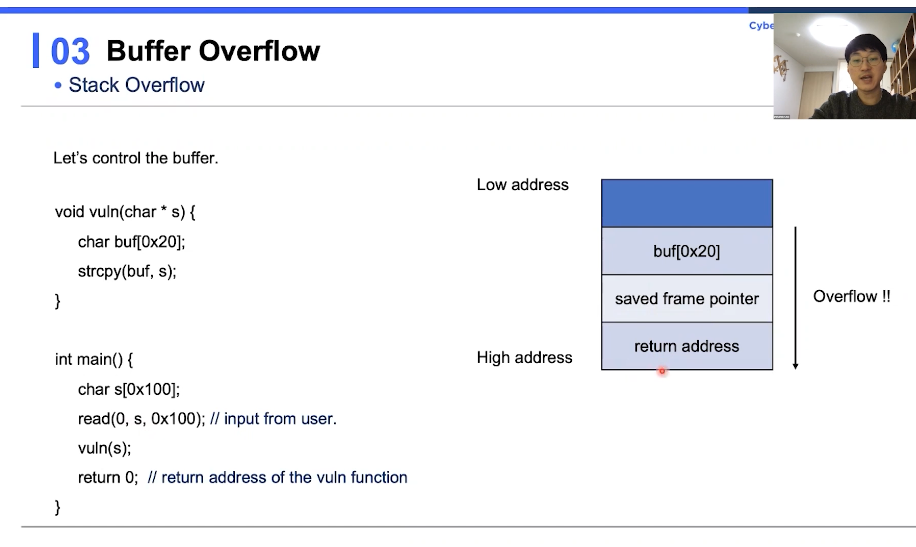 Cybe
03 Buffer Overflow
• Stack Overflow
Let's control the buffer.
void vuln(char * s) {
char buf[0x20];
strcpy(buf, s);
}
int main() {
char s[0x100];
read(0, s, 0x100); // input from user.
vuln(s);
return 0;  // return address of the vuln function
}
Low address
buf[0x20]
saved frame pointer
return address
High address
Overflow !!